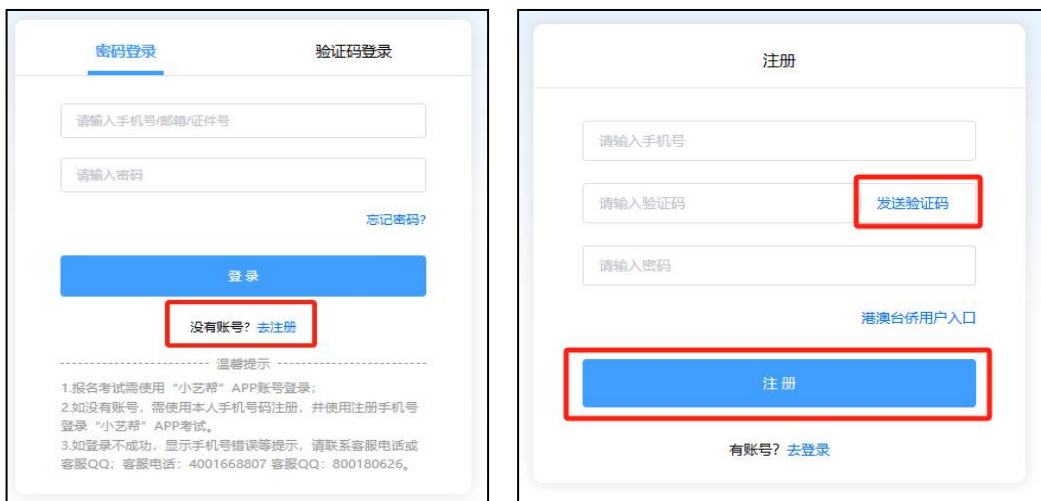 密码登录
验证码登录
请输入手机号/邮箱/证件号
请输入密码
忘记密码?
登录
没有账号? 去注册
温馨提示
1.报名考试需使用“小艺帮”APP账号登录;
2.如没有账号,需使用本人手机号码注册,并使用注册手机号
登录“小艺帮”APP考试。
3.如登录不成功,显示手机号错误等提示,请联系客服电话或
客服QQ;客服电话:4001668807 客服QQ:800180626。
注册
请输入手机号
请输入验证码
发送验证码
请输入密码
港澳台侨用户入口
注册
有账号? 去登录